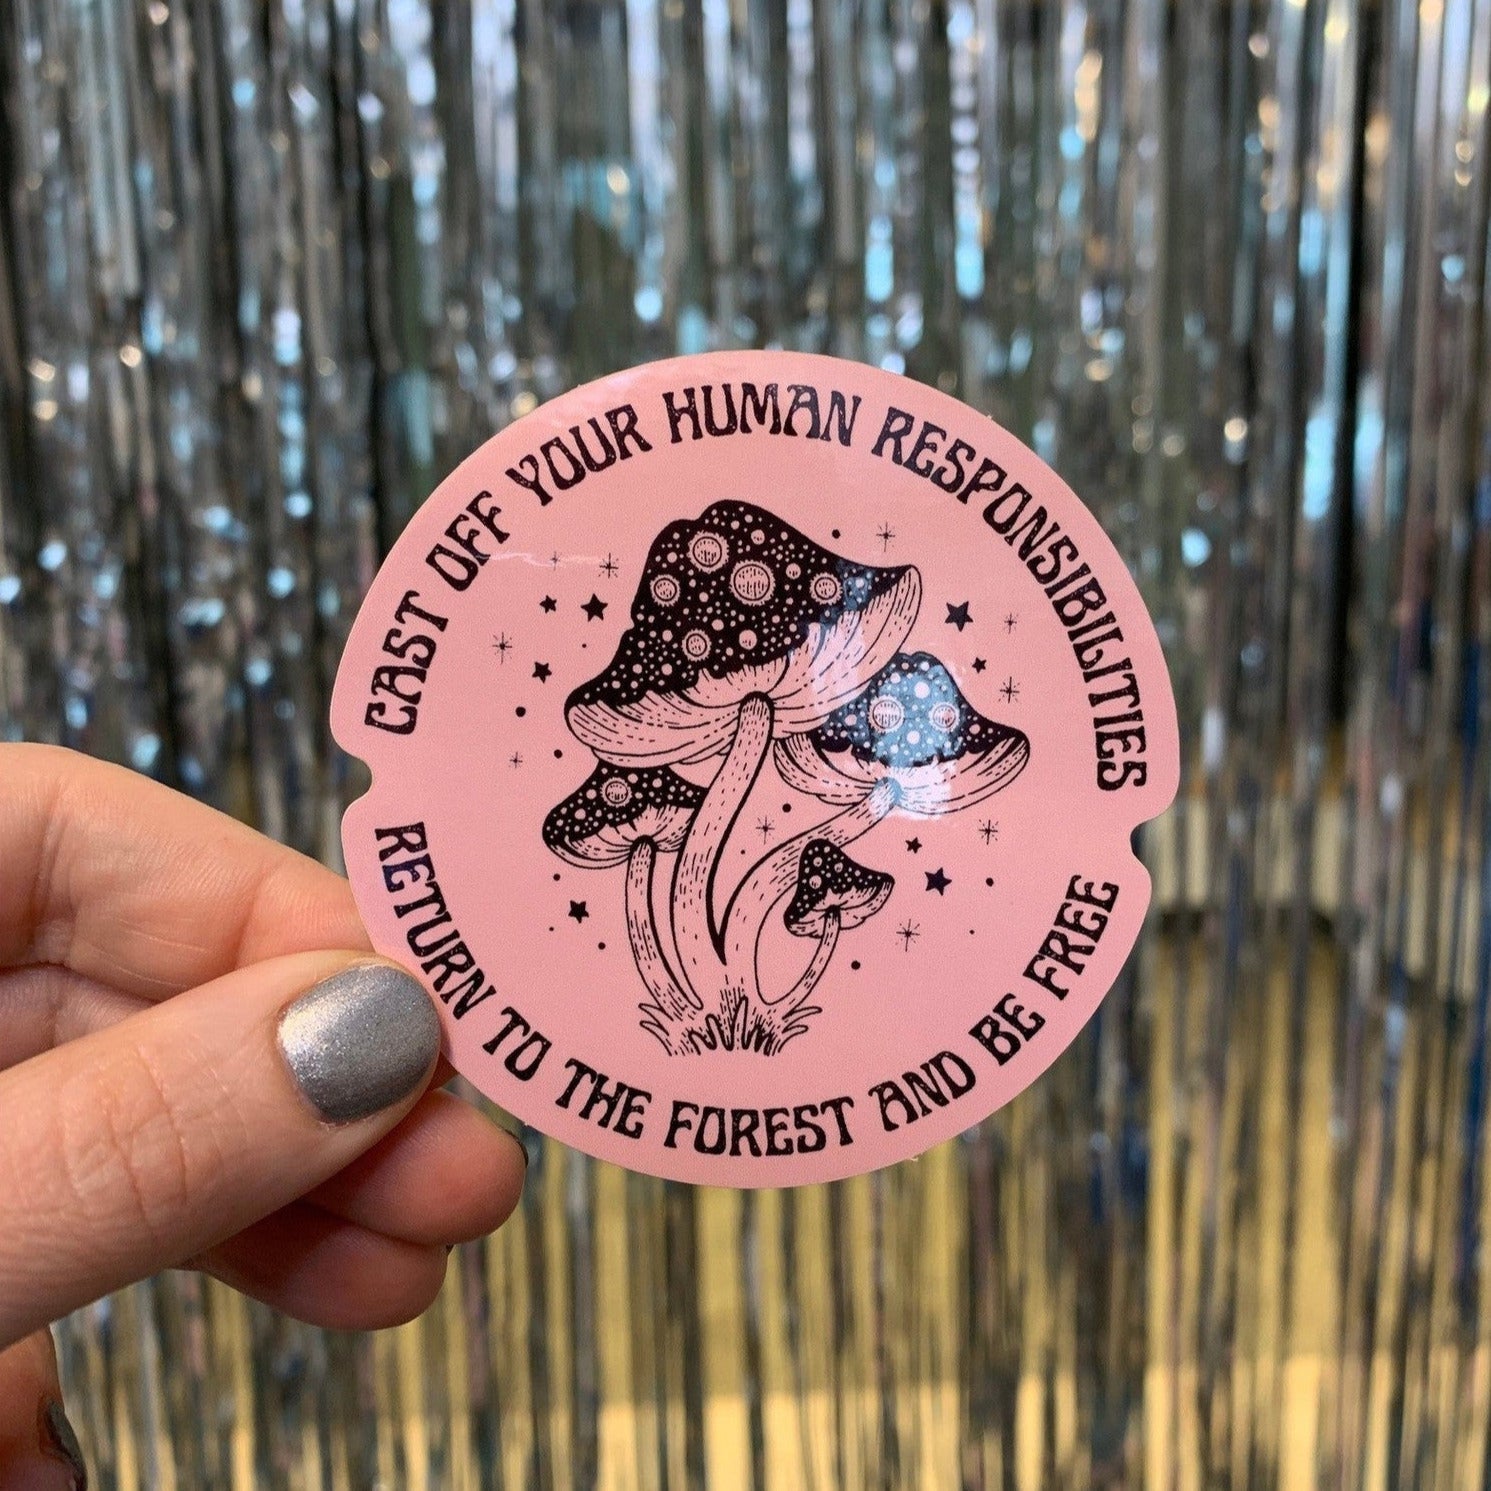 CAST OFF YOUR HUMAN RESPONSIBILITIES
RETURN TO THE FOREST AND BE FREE